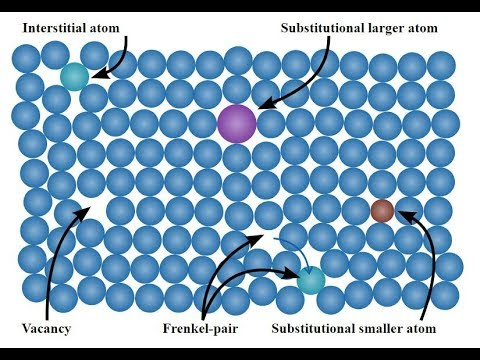 Interstitial atom
Substitutional larger atom
Vacancy
Frenkel-pair
Substitutional smaller atom